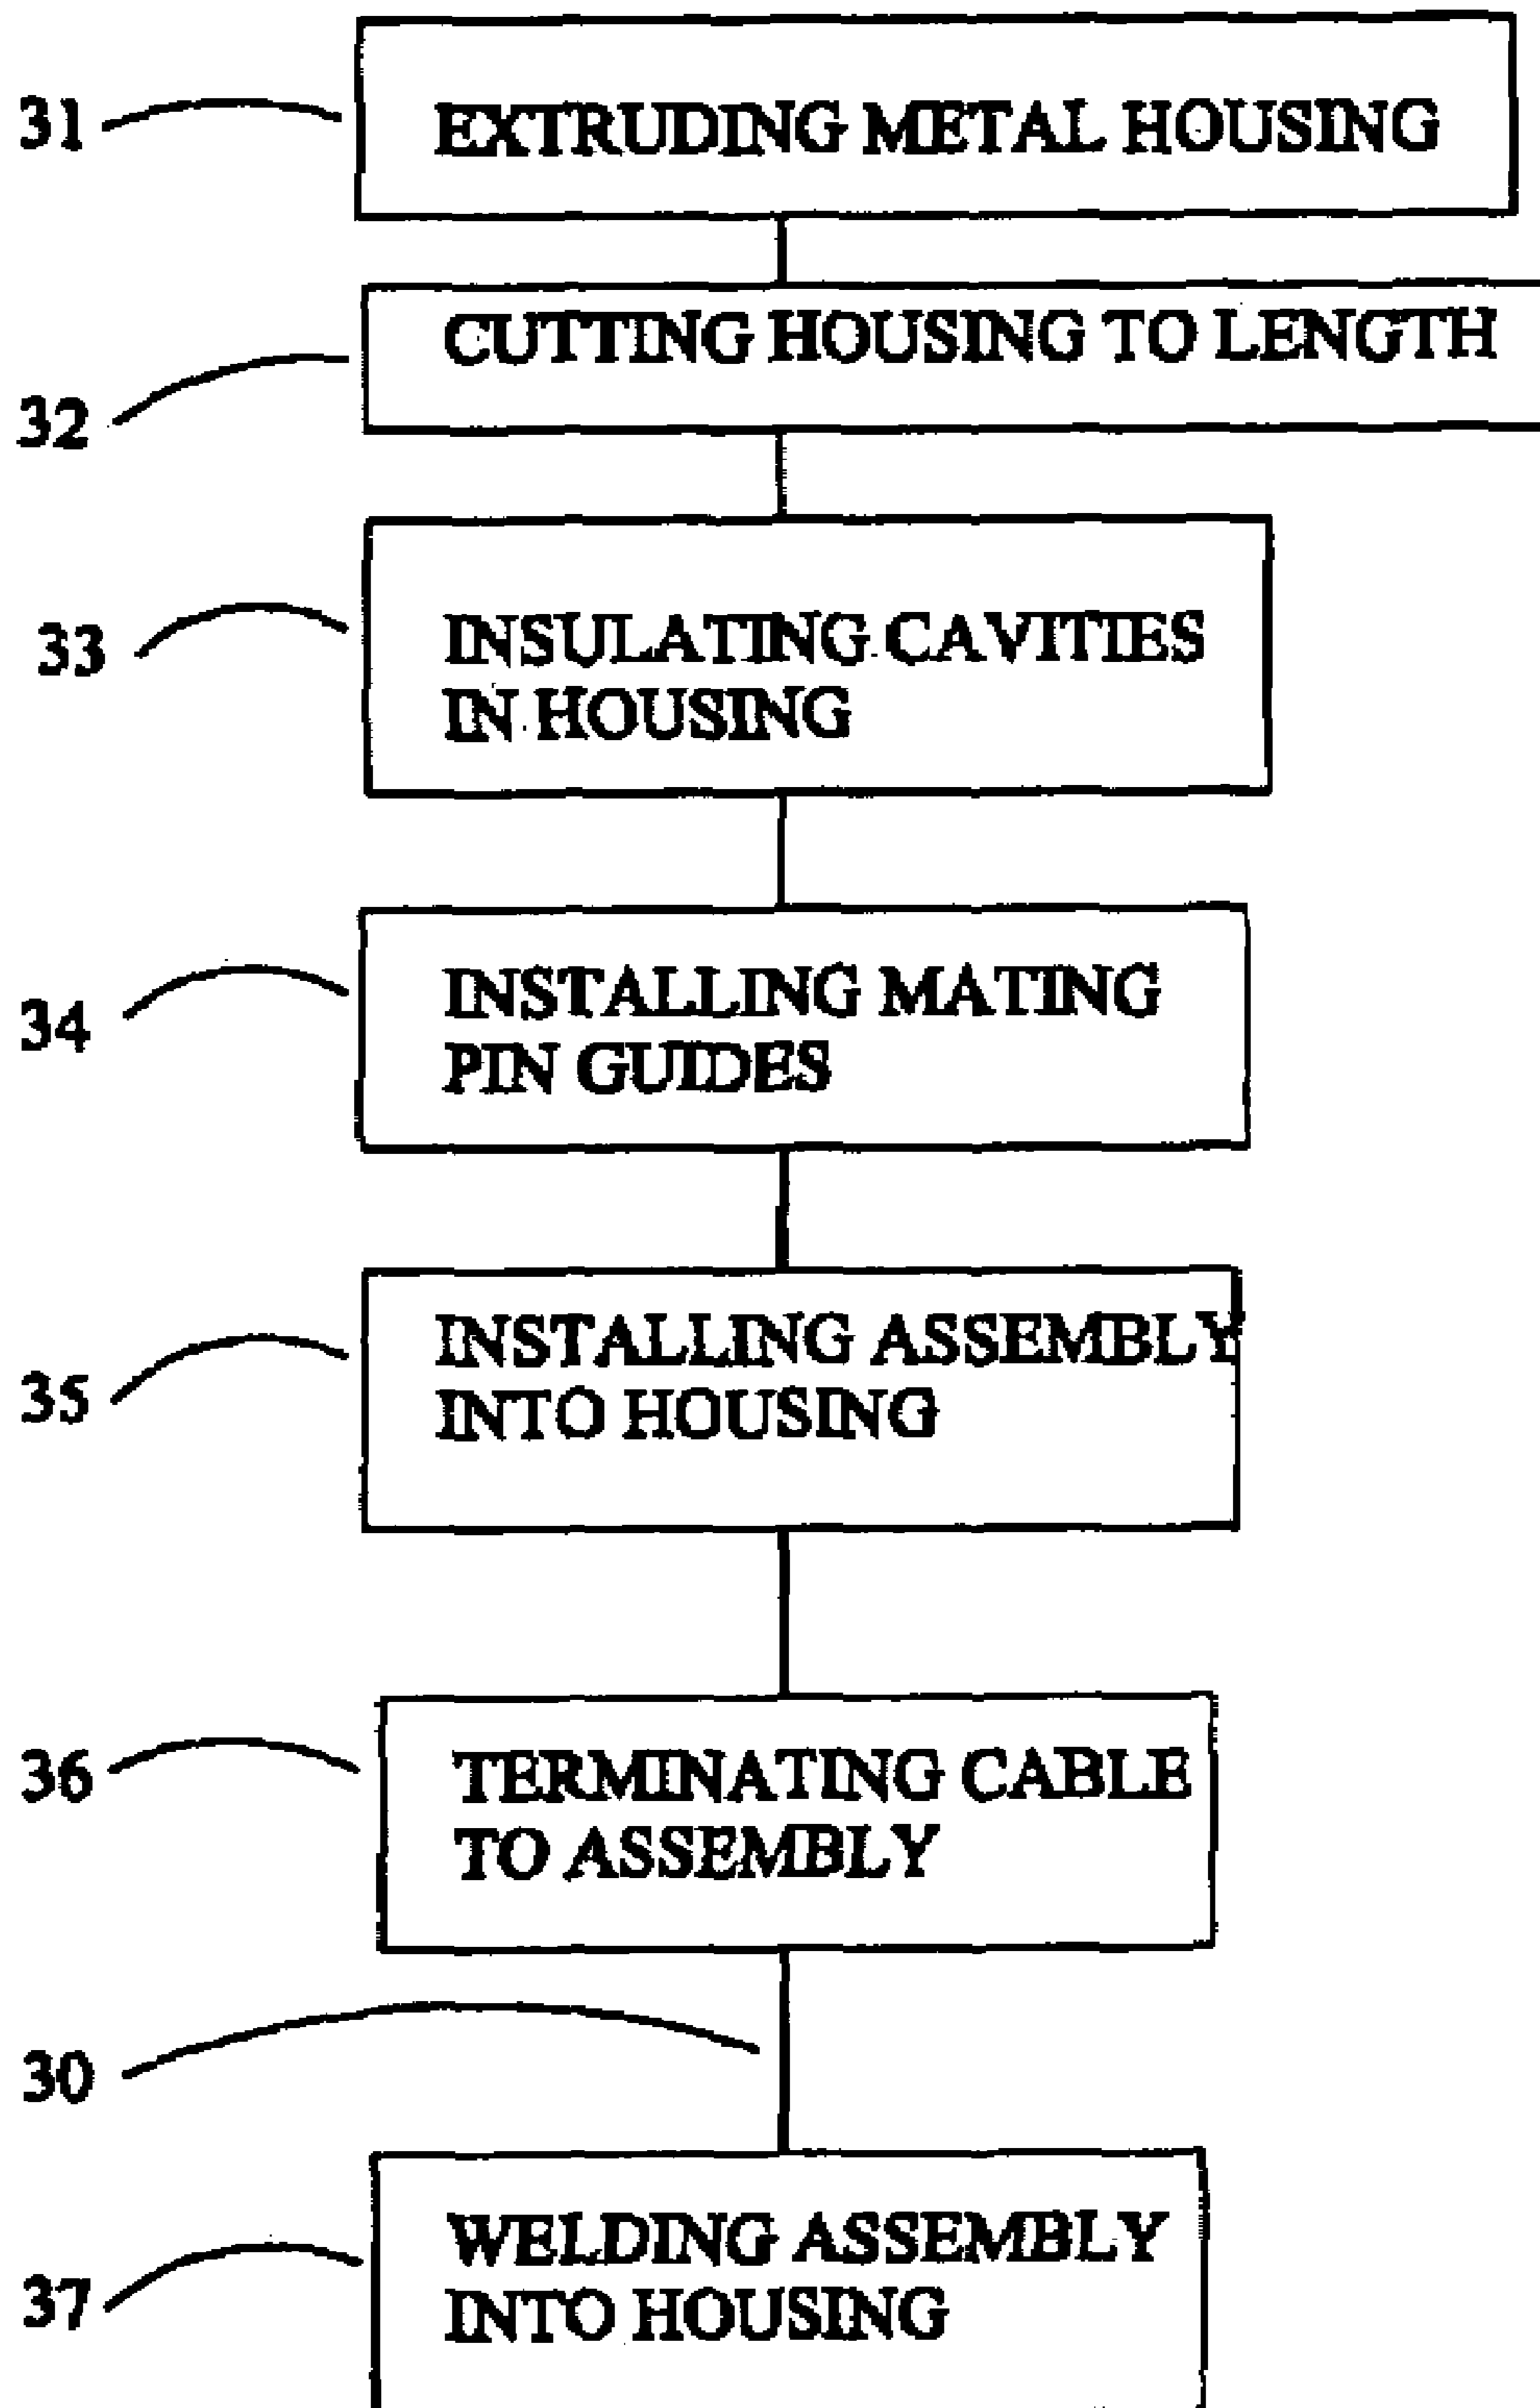 31
EXTRUDING METAL HOUSING
32
CUTTING HOUSING TO LENGTH
33
INSULATING CAVITIES
IN HOUSING
34
INSTALLING MATING
PIN GUIDES
35
INSTALLING ASSEMBLY
INTO HOUSING
36
TERMINATING CABLE
TO ASSEMBLY
30
37
WELDING ASSEMBLY
INTO HOUSING